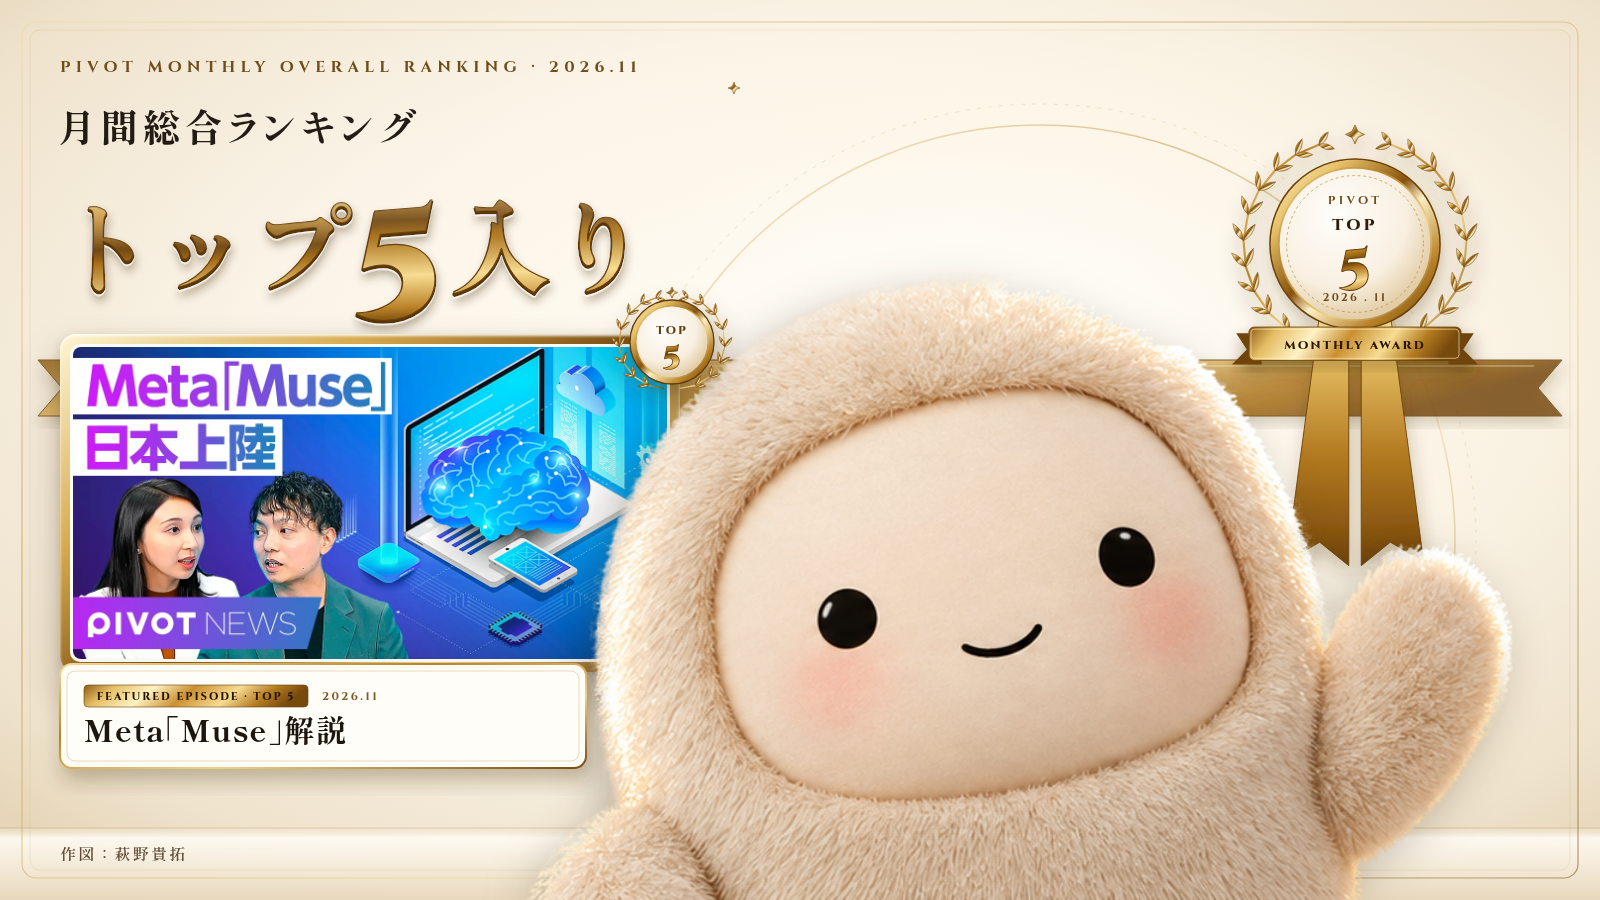 PIVOT MONTHLY OVERALL RANKING · 2026.11
月間総合ランキング
トップ5入り
PIVOT
TOP
5
2026 . 11
MONTHLY AWARD
TOP
5
Meta「Muse」
日本上陸
PIVOT NEWS
FEATURED EPISODE · TOP 5
2026.11
Meta「Muse」解説
作図：萩野貴拓